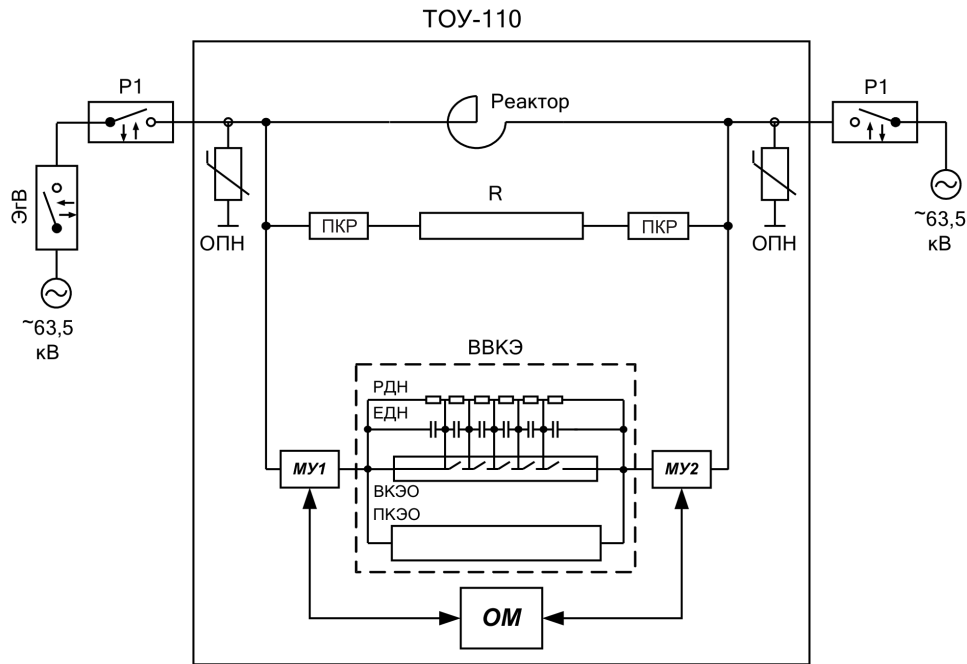 ТОУ-110
Р1
Реактор
Р1
ЭгВ
R
ПКР
ПКР
ОПН
ОПН
~63,5
кВ
~63,5
кВ
ВВКЭ
РДН
ЕДН
МУ1
МУ2
ВКЭО
ПКЭО
ОМ